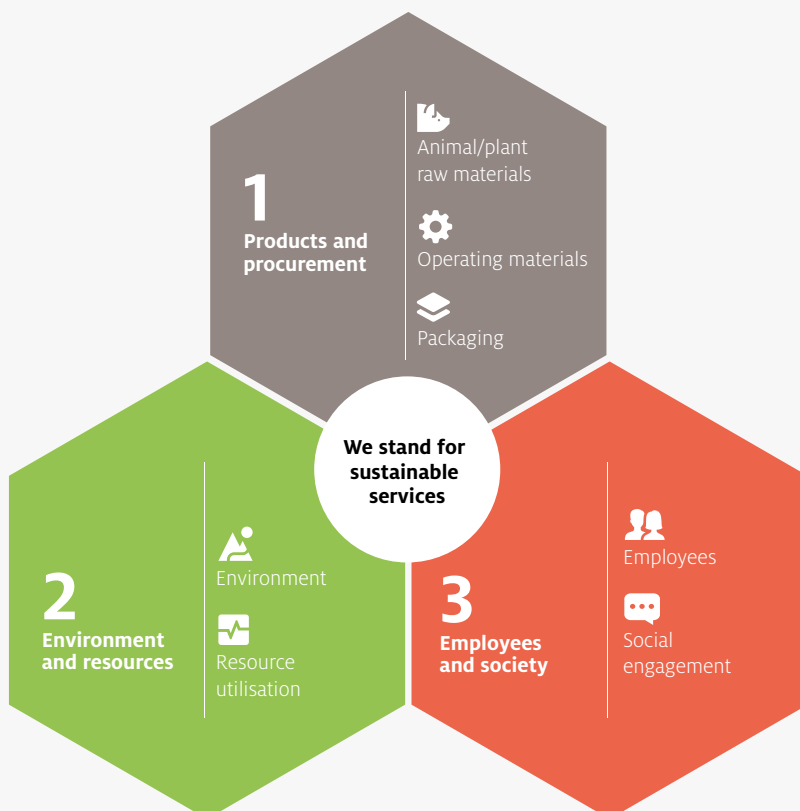 1
Products and
procurement
Animal/plant
raw materials
Operating materials
Packaging
We stand for
sustainable
services
2
Environment
and resources
Environment
Resource
utilisation
3
Employees
and society
Employees
Social
engagement